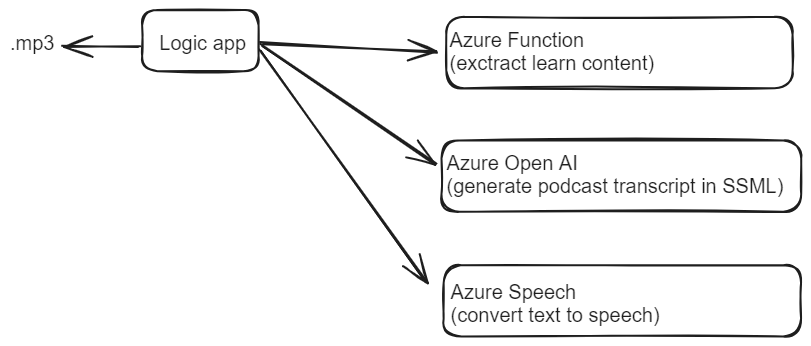 .mp3
Logic app
Azure Function
(exctract learn content)
Azure Open AI
(generate podcast transcript in SSML)
Azure Speech
(convert text to speech)